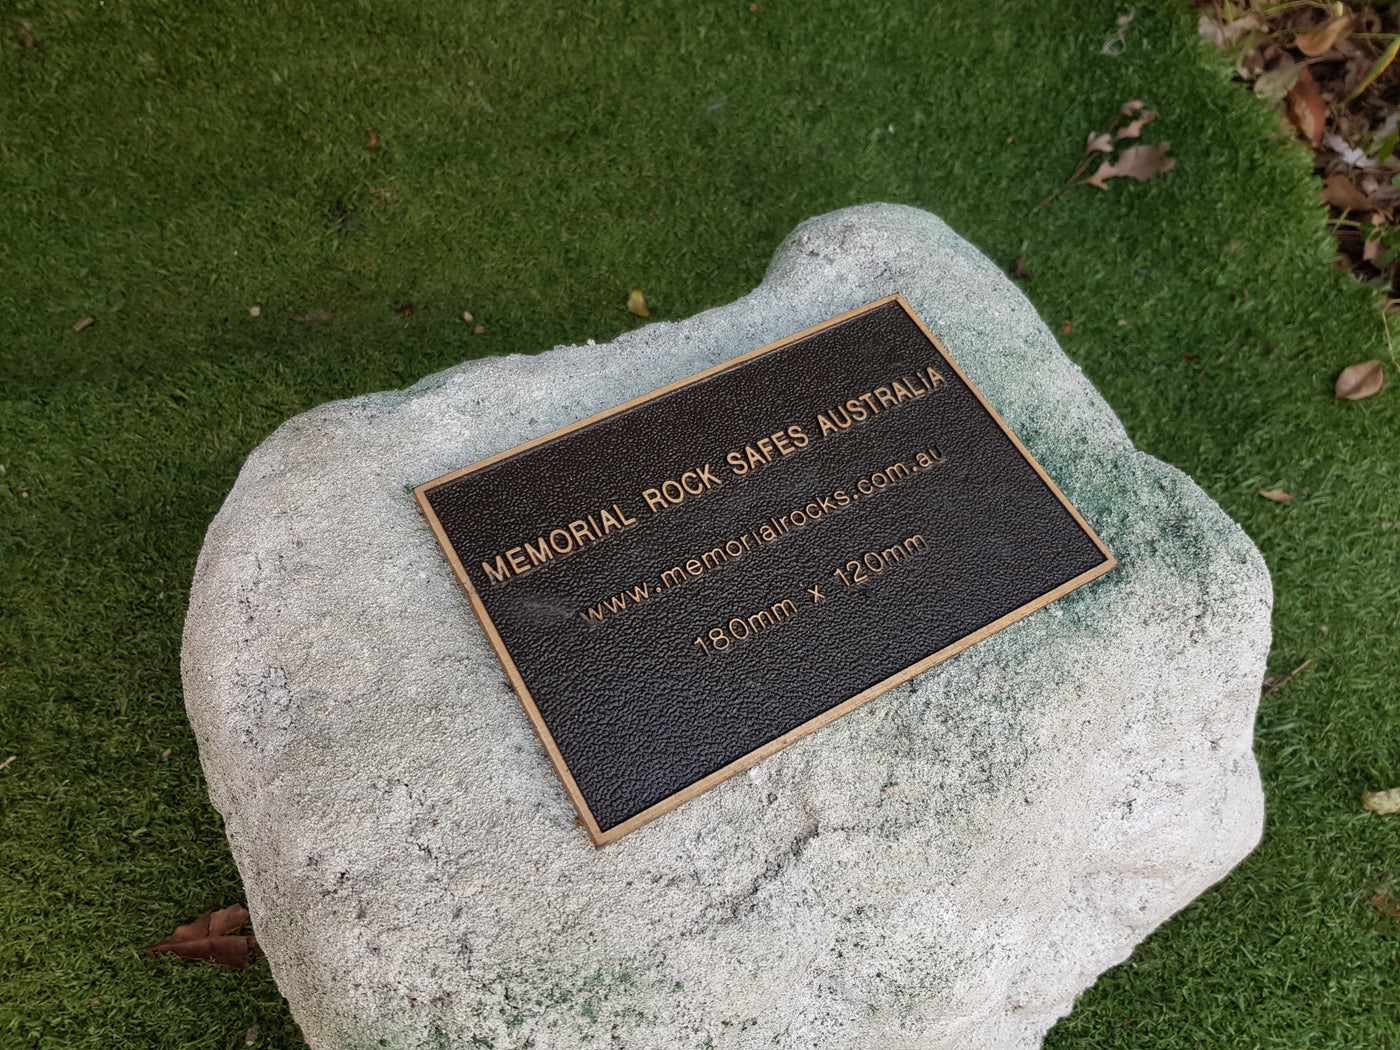 MEMORIAL ROCK SAFES AUSTRALIA
www.memorialrocks.com.au
180mm x 120mm